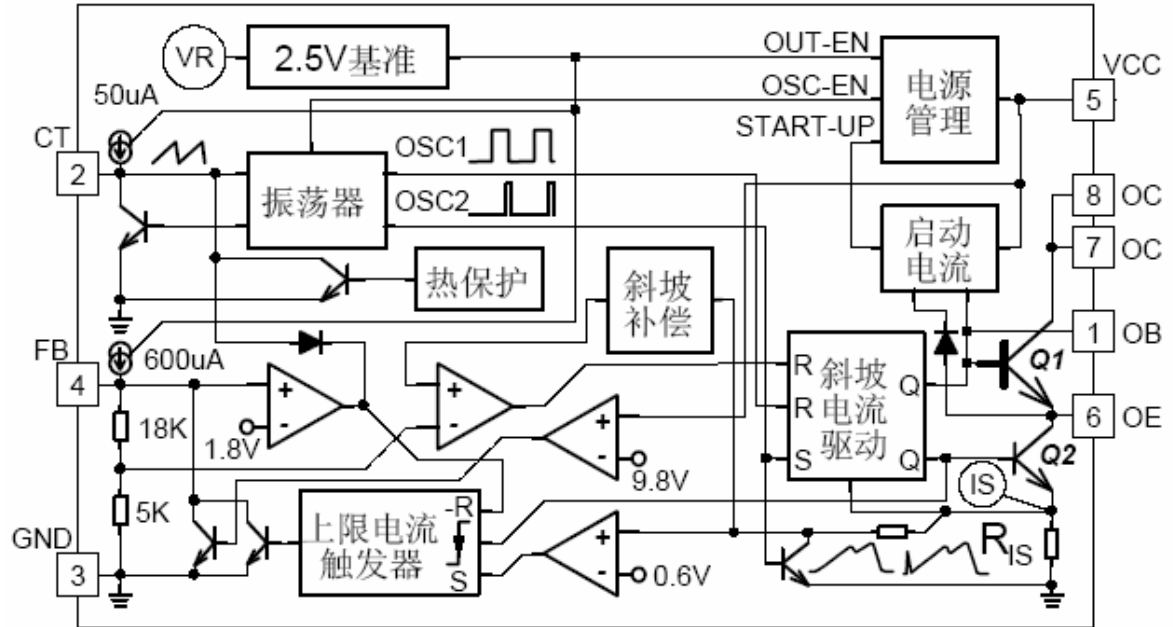 VR
2.5V基准
OUT-EN
电源
管理
VCC
5
50uA
OSC-EN
START-UP
CT
2
振荡器
OSC1
OSC2
8
OC
启动
电流
7
OC
热保护
斜坡
补偿
1
OB
FB
4
600uA
+
-
1.8V
+
-
+
-
9.8V
R
R
S
斜坡
电流
驱动
Q
Q
Q1
6
OE
Q2
IS
18K
5K
GND
3
上限电流
触发器
-R
S
+
-
0.6V
RIS